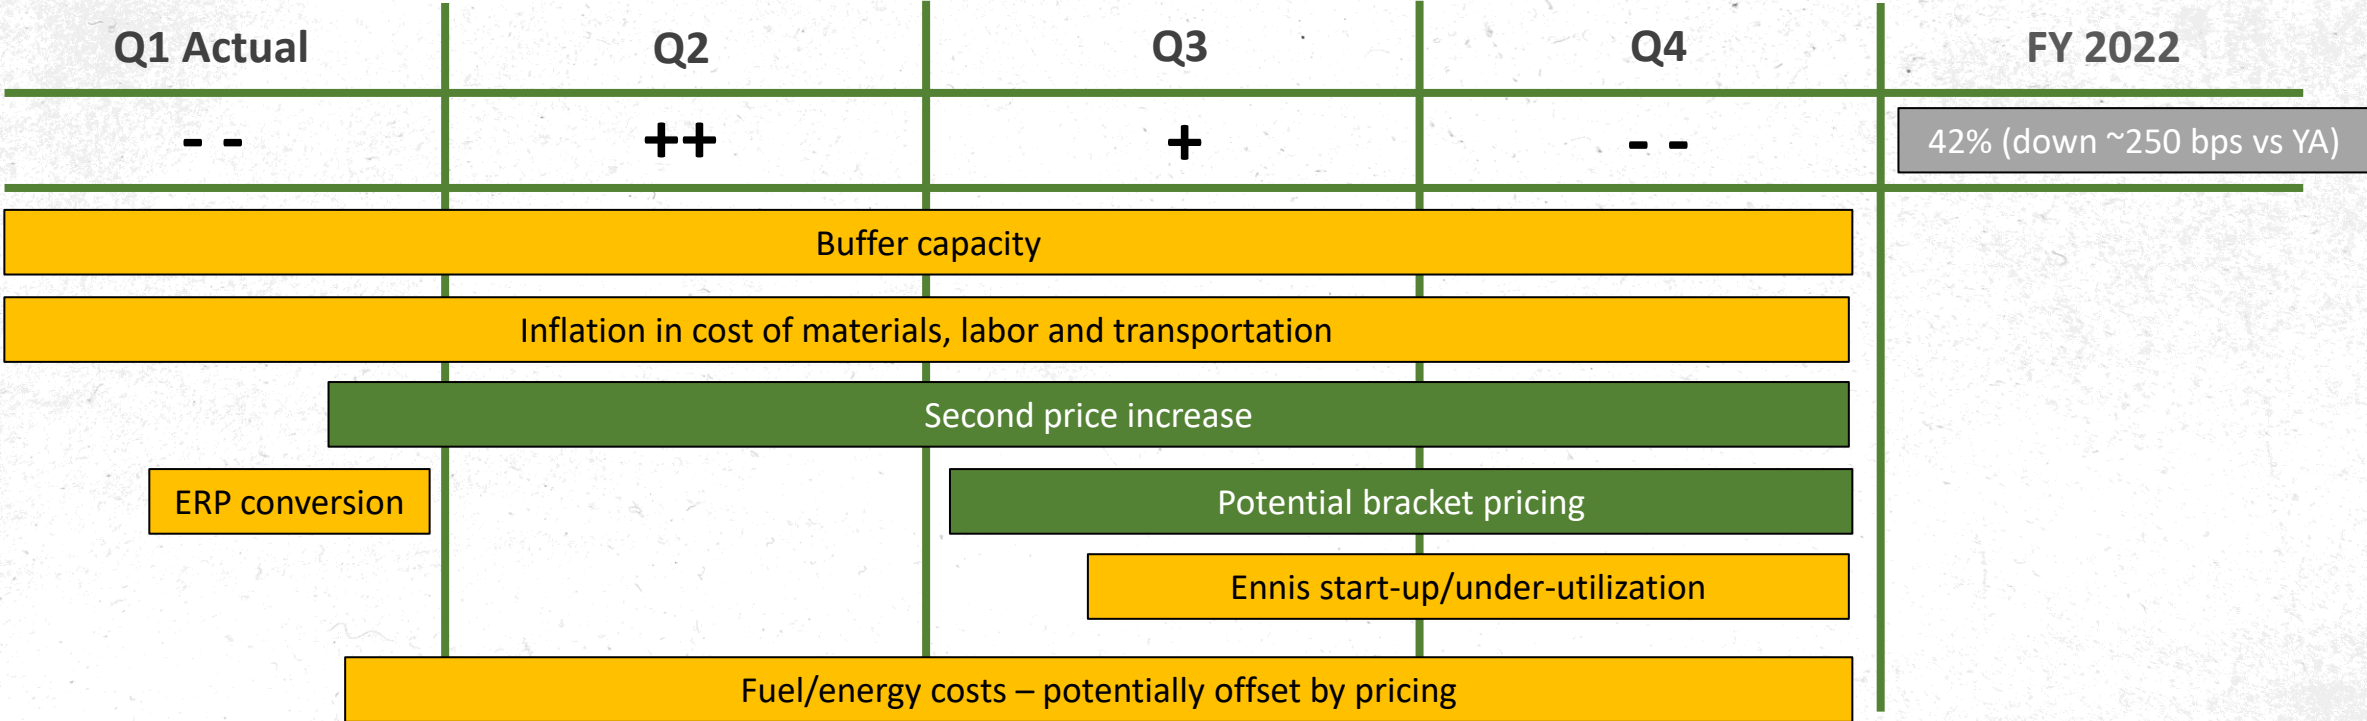 Q1 Actual
Q2
Q3
Q4
FY 2022
- -
++
+
- -
42% (down ~250 bps vs YA)
Buffer capacity
Inflation in cost of materials, labor and transportation
Second price increase
ERP conversion
Potential bracket pricing
Ennis start-up/under-utilization
Fuel/energy costs – potentially offset by pricing